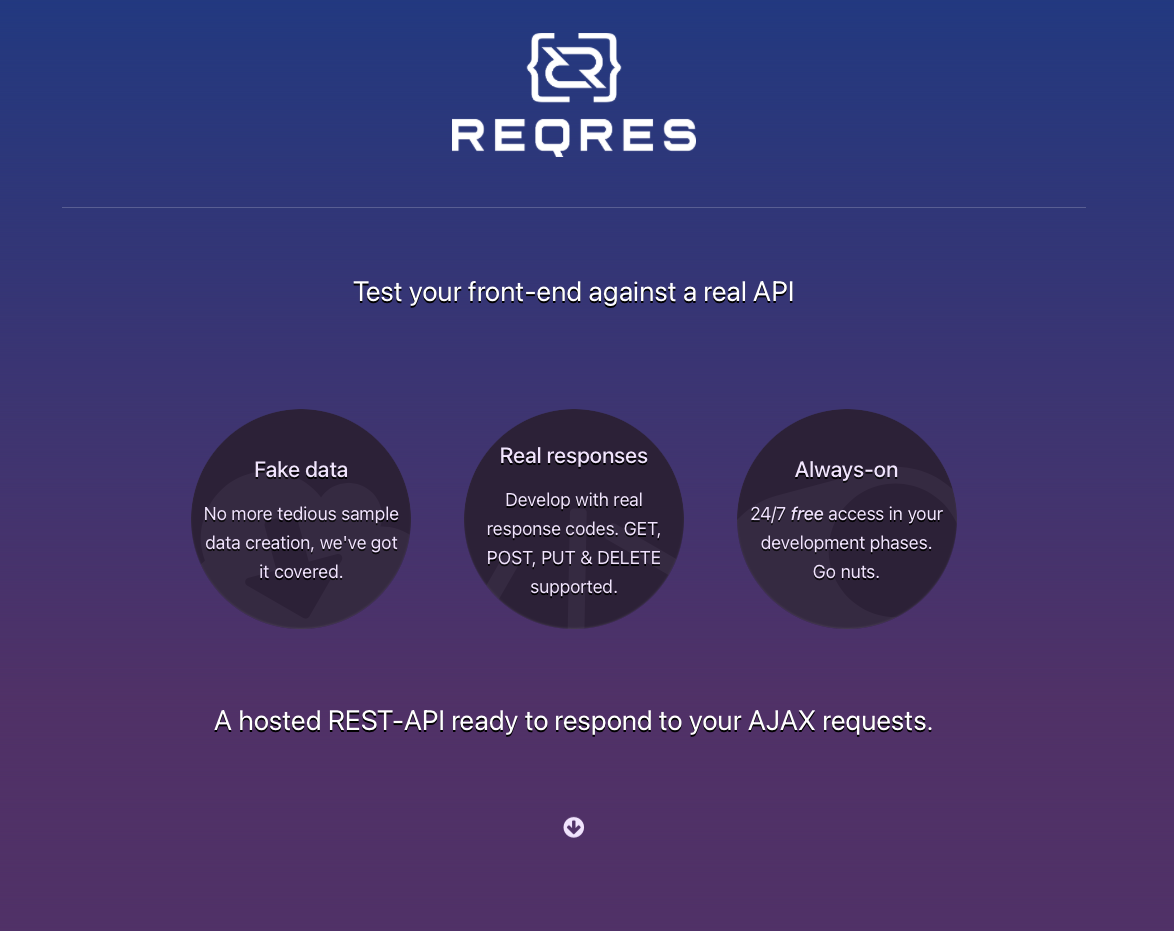 REQRES
Test your front-end against a real API
Fake data
No more tedious sample
data creation, we've got
it covered.
Real responses
Develop with real
response codes. GET,
POST, PUT & DELETE
supported.
Always-on
24/7 free access in your
development phases.
Go nuts.
A hosted REST-API ready to respond to your AJAX requests.